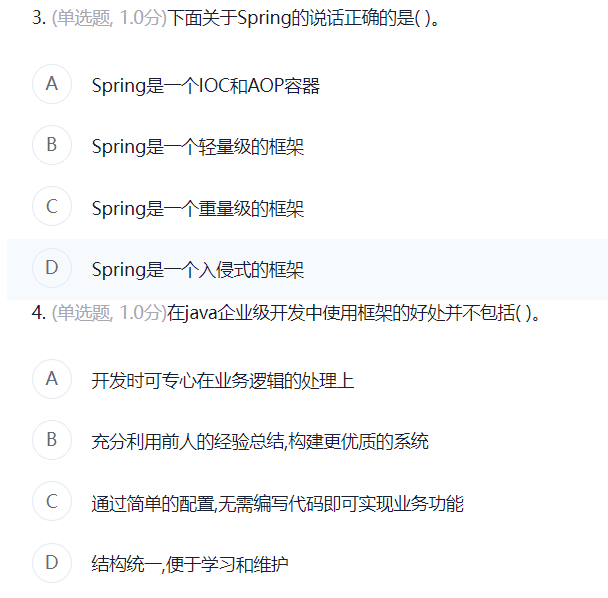 3. (单选题, 1.0分)下面关于Spring的说话正确的是( )。
A Spring是一个IOC和AOP容器
B Spring是一个轻量级的框架
C Spring是一个重量级的框架
D Spring是一个入侵式的框架
4. (单选题, 1.0分)在java企业级开发中使用框架的好处并不包括( )。
A 开发时可专心在业务逻辑的处理上
B 充分利用前人的经验总结,构建更优质的系统
C 通过简单的配置,无需编写代码即可实现业务功能
D 结构统一,便于学习和维护